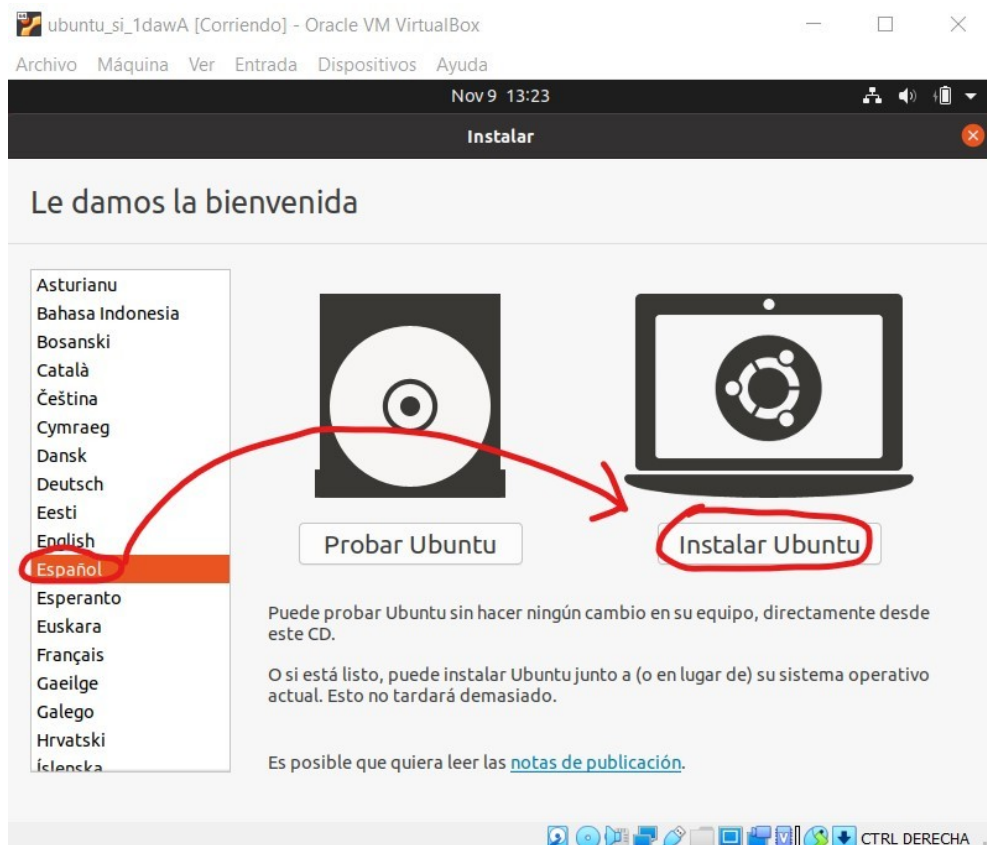 ubuntu_si_1dawA [Corriendo] - Oracle VM VirtualBox
Archivo Máquina Ver Entrada Dispositivos Ayuda
Nov 9 13:23
Instalar
Le damos la bienvenida
Asturianu
Bahasa Indonesia
Bosanski
Català
Čeština
Cymraeg
Dansk
Deutsch
Eesti
English
Español
Esperanto
Euskara
Français
Gaeilge
Galego
Hrvatski
Íslenska
Probar Ubuntu
Instalar Ubuntu
Puede probar Ubuntu sin hacer ningún cambio en su equipo, directamente desde
este CD.
O si está listo, puede instalar Ubuntu junto a (o en lugar de) su sistema operativo
actual. Esto no tardará demasiado.
Es posible que quiera leer las notas de publicación.
CTRL DERECHA